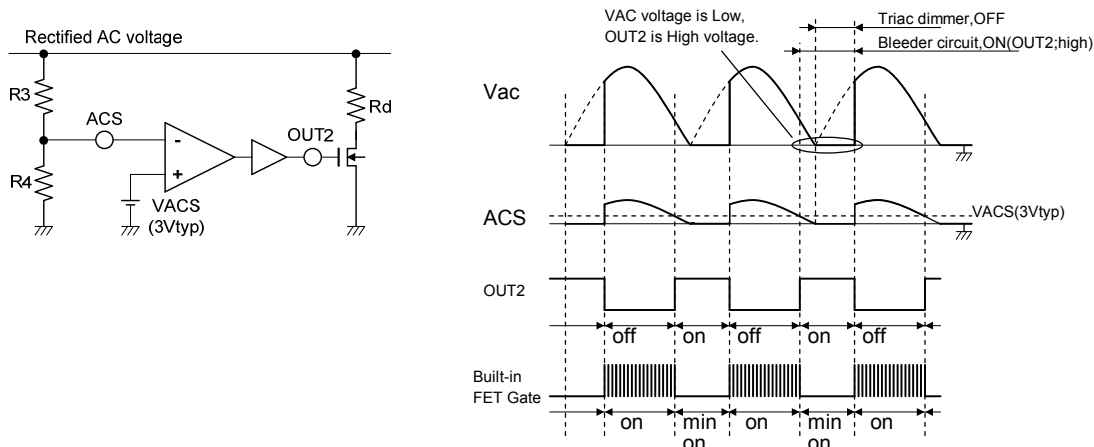 Rectified AC voltage
R3
ACS
Rd
OUT2
-
+
R4
VACS
(3Vtyp)
VAC voltage is Low,
OUT2 is High voltage.
Triac dimmer,OFF
Bleeder circuit,ON(OUT2;high)
Vac
ACS
VACS(3Vtyp)
OUT2
off on off on off
Built-in
FET Gate
on min on min on
on on